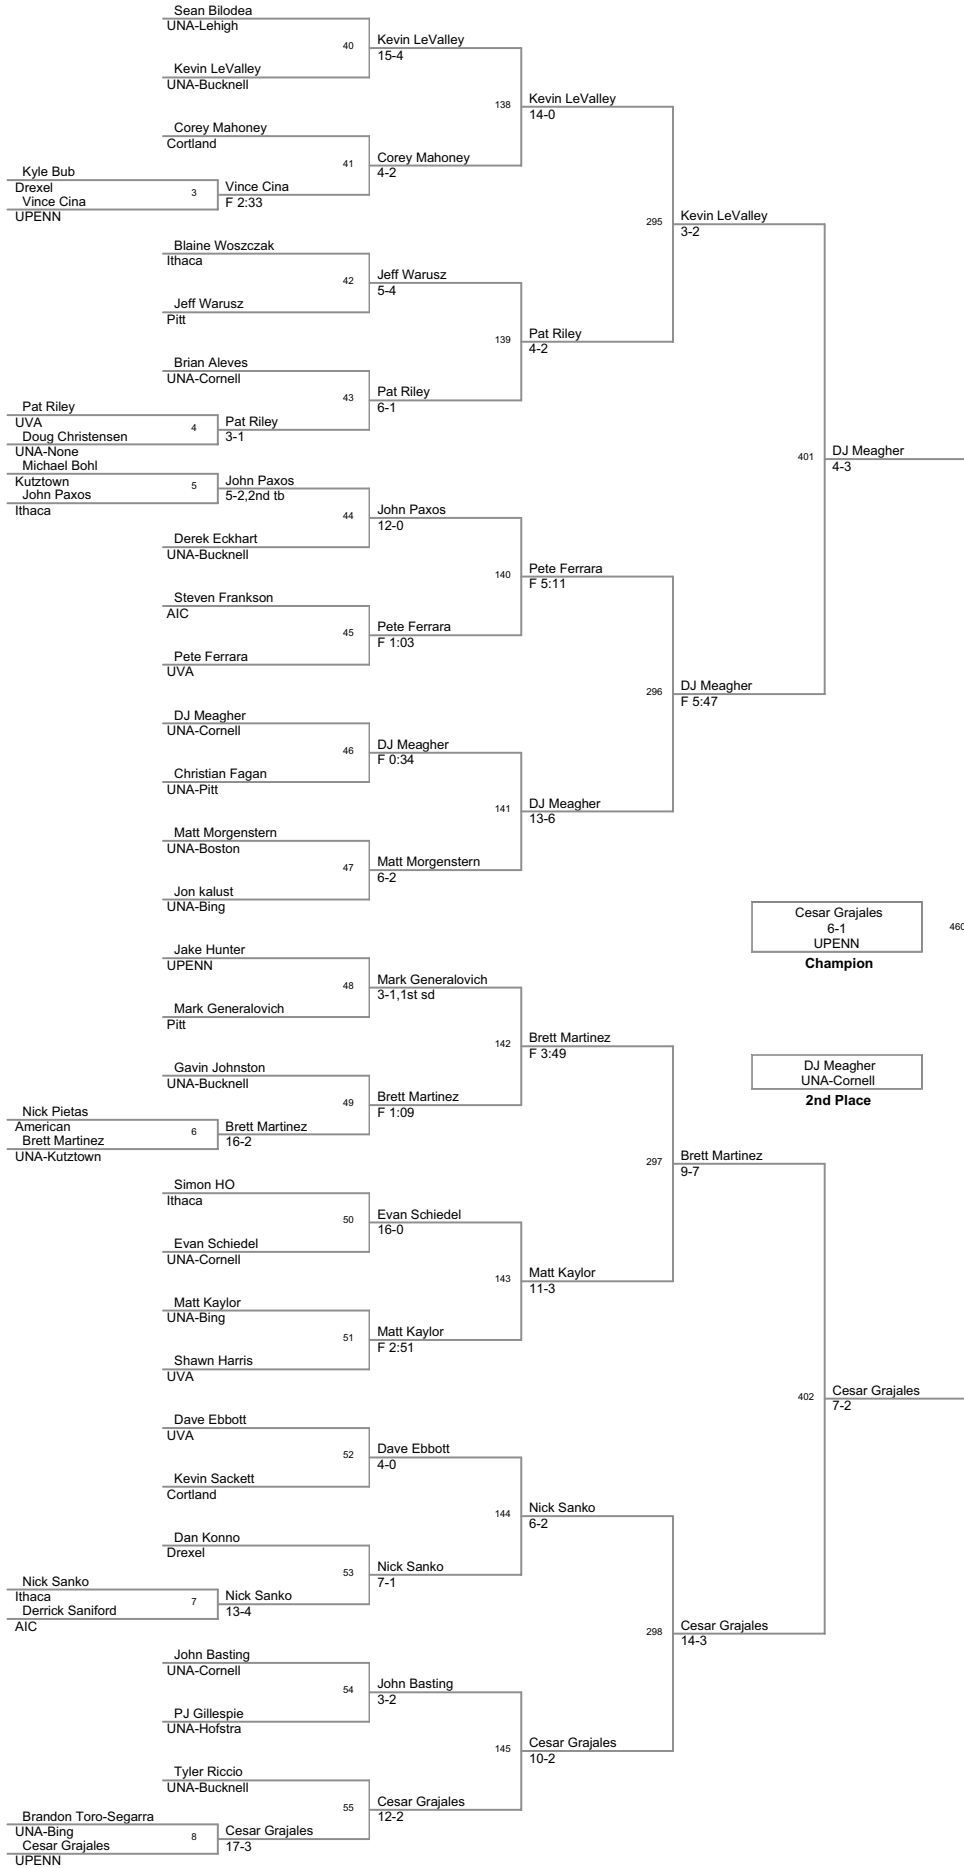 Sean Bilodea
UNA-Lehigh
40
Kevin LeValley
15-4
Kevin LeValley
UNA-Bucknell
138
Kevin LeValley
14-0
Corey Mahoney
Cortland
41
Corey Mahoney
4-2
Kyle Bub
Drexel
3
Vince Cina
F 2:33
Vince Cina
UPENN
295
Kevin LeValley
3-2
Blaine Woszczak
Ithaca
42
Jeff Warusz
5-4
Jeff Warusz
Pitt
139
Pat Riley
4-2
Brian Aleves
UNA-Cornell
43
Pat Riley
6-1
Pat Riley
UVA
4
Pat Riley
3-1
Doug Christensen
UNA-None
401
DJ Meagher
4-3
Michael Bohl
Kutztown
5
John Paxos
5-2,2nd tb
John Paxos
Ithaca
44
John Paxos
12-0
Derek Eckhart
UNA-Bucknell
140
Pete Ferrara
F 5:11
Steven Frankson
AIC
45
Pete Ferrara
F 1:03
Pete Ferrara
UVA
296
DJ Meagher
F 5:47
DJ Meagher
UNA-Cornell
46
DJ Meagher
F 0:34
Christian Fagan
UNA-Pitt
141
DJ Meagher
13-6
Matt Morgenstern
UNA-Boston
47
Matt Morgenstern
6-2
Jon kalust
UNA-Bing
Cesar Grajales
6-1
UPENN
460
Champion
Jake Hunter
UPENN
48
Mark Generalovich
3-1,1st sd
Mark Generalovich
Pitt
142
Brett Martinez
F 3:49
DJ Meagher
UNA-Cornell
2nd Place
Gavin Johnston
UNA-Bucknell
49
Brett Martinez
F 1:09
Nick Pietas
American
6
Brett Martinez
16-2
Brett Martinez
UNA-Kutztown
297
Brett Martinez
9-7
Simon HO
Ithaca
50
Evan Schiedel
16-0
Evan Schiedel
UNA-Cornell
143
Matt Kaylor
11-3
Matt Kaylor
UNA-Bing
51
Matt Kaylor
F 2:51
Shawn Harris
UVA
402
Cesar Grajales
7-2
Dave Ebbott
UVA
52
Dave Ebbott
4-0
Kevin Sackett
Cortland
144
Nick Sanko
6-2
Dan Konno
Drexel
53
Nick Sanko
7-1
Nick Sanko
Ithaca
7
Nick Sanko
13-4
Derrick Saniford
AIC
298
Cesar Grajales
14-3
John Basting
UNA-Cornell
54
John Basting
3-2
PJ Gillespie
UNA-Hofstra
145
Cesar Grajales
10-2
Tyler Riccio
UNA-Bucknell
55
Cesar Grajales
12-2
Brandon Toro-Segarra
UNA-Bing
8
Cesar Grajales
17-3
Cesar Grajales
UPENN